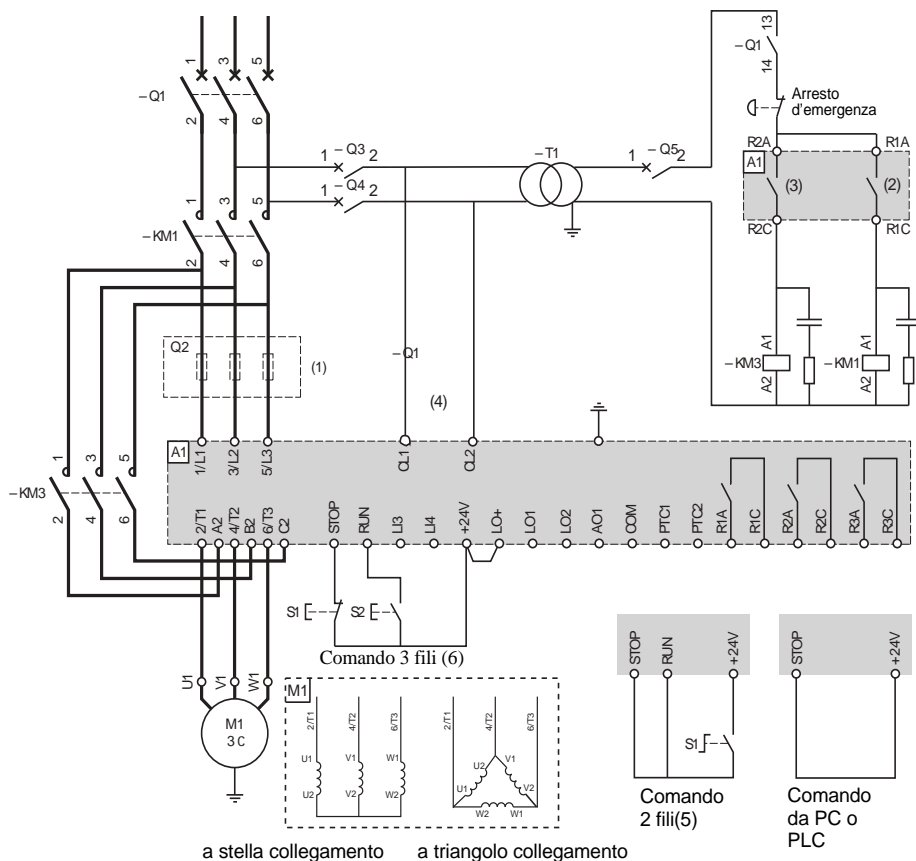 1 3 5
–Q1
2 4 6
13
–Q1
14
Arresto
d'emergenza
1 –Q3 2
1 –Q4 2
–T1
1 –Q5 2
R2A R1A
A1
(3) (2)
R2C R1C
1 3 5
–KM1
2 4 6
Q2
(1)
–Q1
(4)
A1 A1
–KM3 –KM1
A2 A2
A1
1/L1 3/L2 5/L3 CL1 CL2
1 3 5
–KM3
2 4 6
2/T1 A2 4/T2 B2 6/T3 C2 STOP RUN LI3 LI4 +24V LO+ LO1 LO2 AO1 COM PTC1 PTC2 R1A R1C R2A R2C R3A R3C
S1 S2
Comando 3 fili (6)
U1 V1 W1
M1
3 C
M1
2/T1 4/T2 6/T3
U1 V1 W1
U2 V2 W2
2/T1 4/T2 6/T3
U2 V1
U1 V2
W2 W1
a stella collegamento a triangolo collegamento
STOP RUN +24V
S1
Comando
2 fili(5)
STOP +24V
Comando
da PC o
PLC